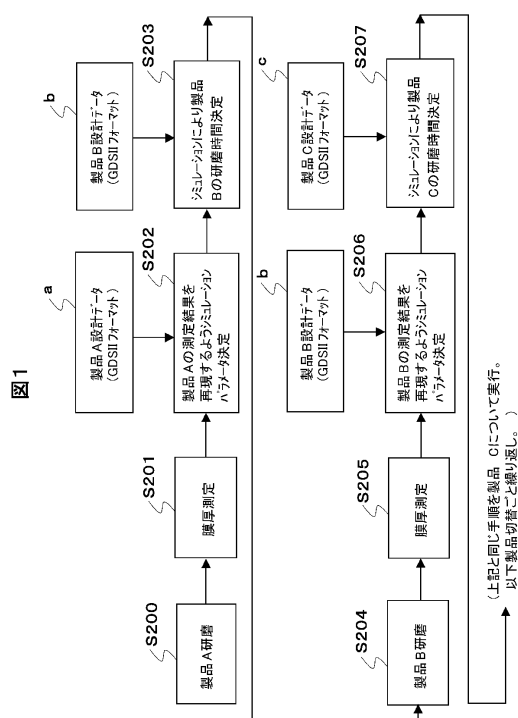 図1
S200
製品A研磨
S201
膜厚測定
a
製品A設計データ
(GDSIIフォーマット)
S202
製品Aの測定結果を
再現するようシミュレーション
パラメータ決定
b
製品B設計データ
(GDSIIフォーマット)
S203
シミュレーションにより製品
Bの研磨時間決定
S204
製品B研磨
S205
膜厚測定
b
製品B設計データ
(GDSIIフォーマット)
S206
製品Bの測定結果を
再現するようシミュレーション
パラメータ決定
c
製品C設計データ
(GDSIIフォーマット)
S207
シミュレーションにより製品
Cの研磨時間決定
(上記と同じ手順を製品 Cについて実行。
以下製品切替ごと繰り返し。)